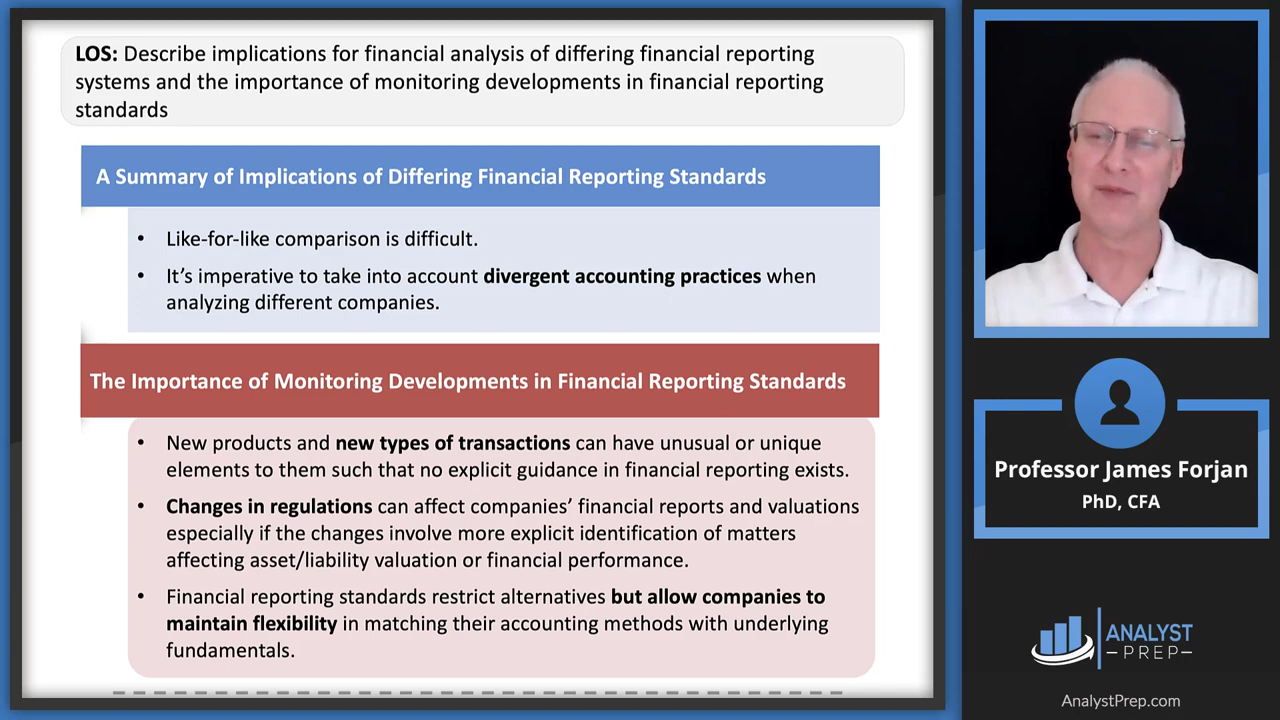 LOS: Describe implications for financial analysis of differing financial reporting
systems and the importance of monitoring developments in financial reporting
standards
A Summary of Implications of Differing Financial Reporting Standards
• Like-for-like comparison is difficult.
• It’s imperative to take into account divergent accounting practices when
analyzing different companies.
The Importance of Monitoring Developments in Financial Reporting Standards
• New products and new types of transactions can have unusual or unique
elements to them such that no explicit guidance in financial reporting exists.
• Changes in regulations can affect companies’ financial reports and valuations
especially if the changes involve more explicit identification of matters
affecting asset/liability valuation or financial performance.
• Financial reporting standards restrict alternatives but allow companies to
maintain flexibility in matching their accounting methods with underlying
fundamentals.
Professor James Forjan
PhD, CFA
ANALYST
PREP
AnalystPrep.com